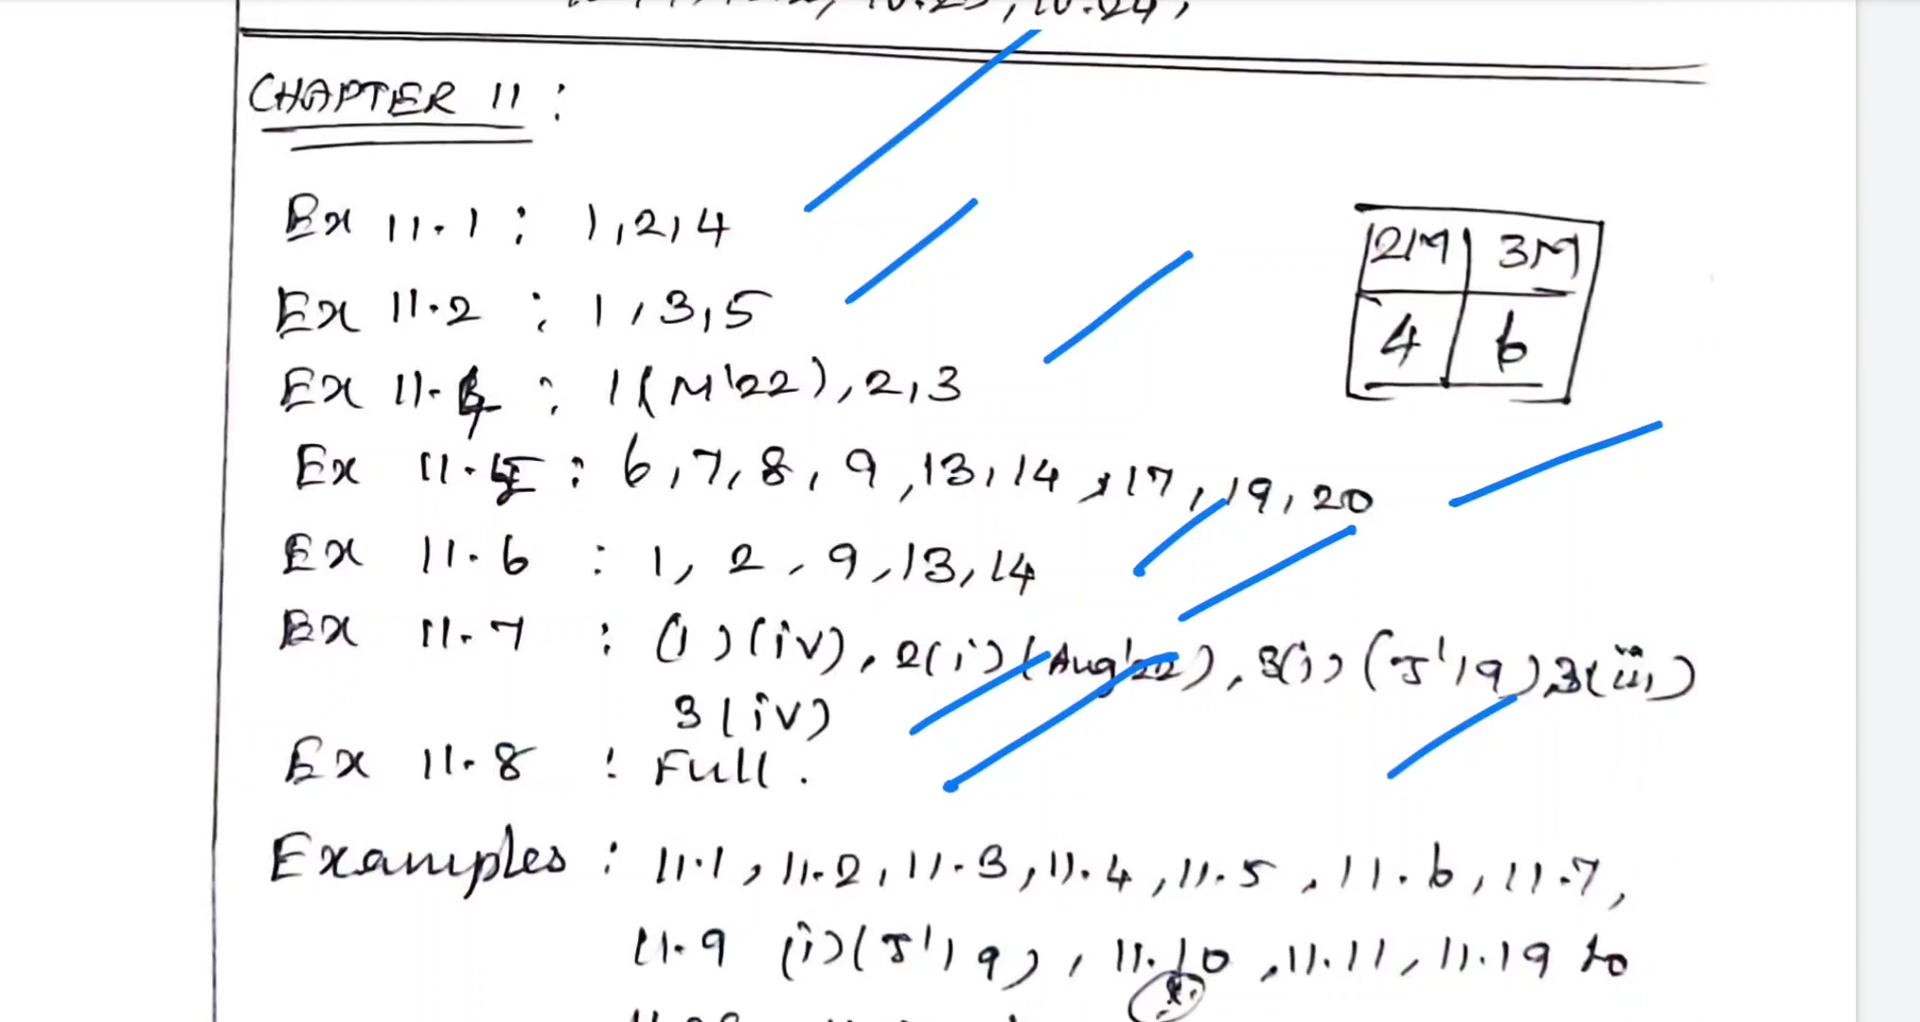 CHAPTER 11 :
Ex 11.1 : 1,2,4
2M 3M
Ex 11.2 : 1,3,5
4 6
Ex 11.4 : 1(M'22),2,3
Ex 11.5 : 6,7,8,9,13,14,17,19,20
Ex 11.6 : 1,2,9,13,14
Ex 11.7 : (1)(iv),2(i)(Aug'22),3(i)(J'19),3(iii)
3(iv)
Ex 11.8 : Full.
Examples : 11.1,11.2,11.3,11.4,11.5,11.6,11.7,
11.9 (i)(J'19),11.10,11.11,11.19 to